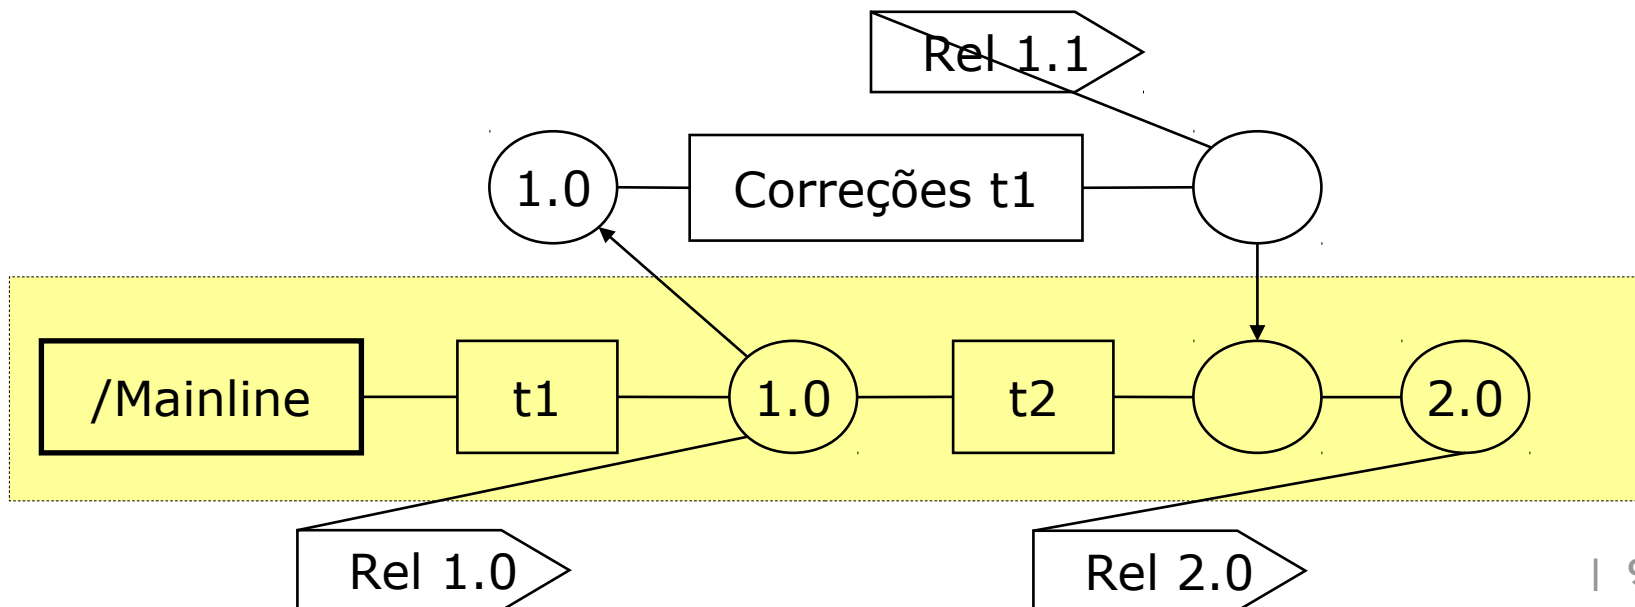 Rel 1.1
1.0
Correções t1
/Mainline
t1
1.0
t2
2.0
Rel 1.0
Rel 2.0
|